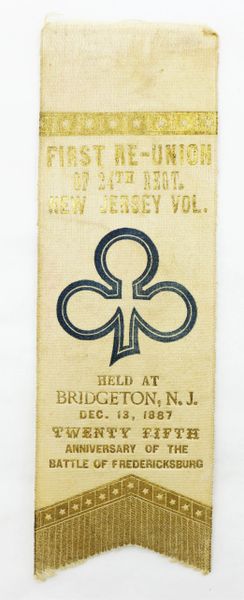 FIRST RE-UNION
OF 24TH REGT.
NEW JERSEY VOL.
HELD AT
BRIDGETON, N. J.
DEC. 13, 1887
TWENTY FIFTH
ANNIVERSARY OF THE
BATTLE OF FREDERICKSBURG